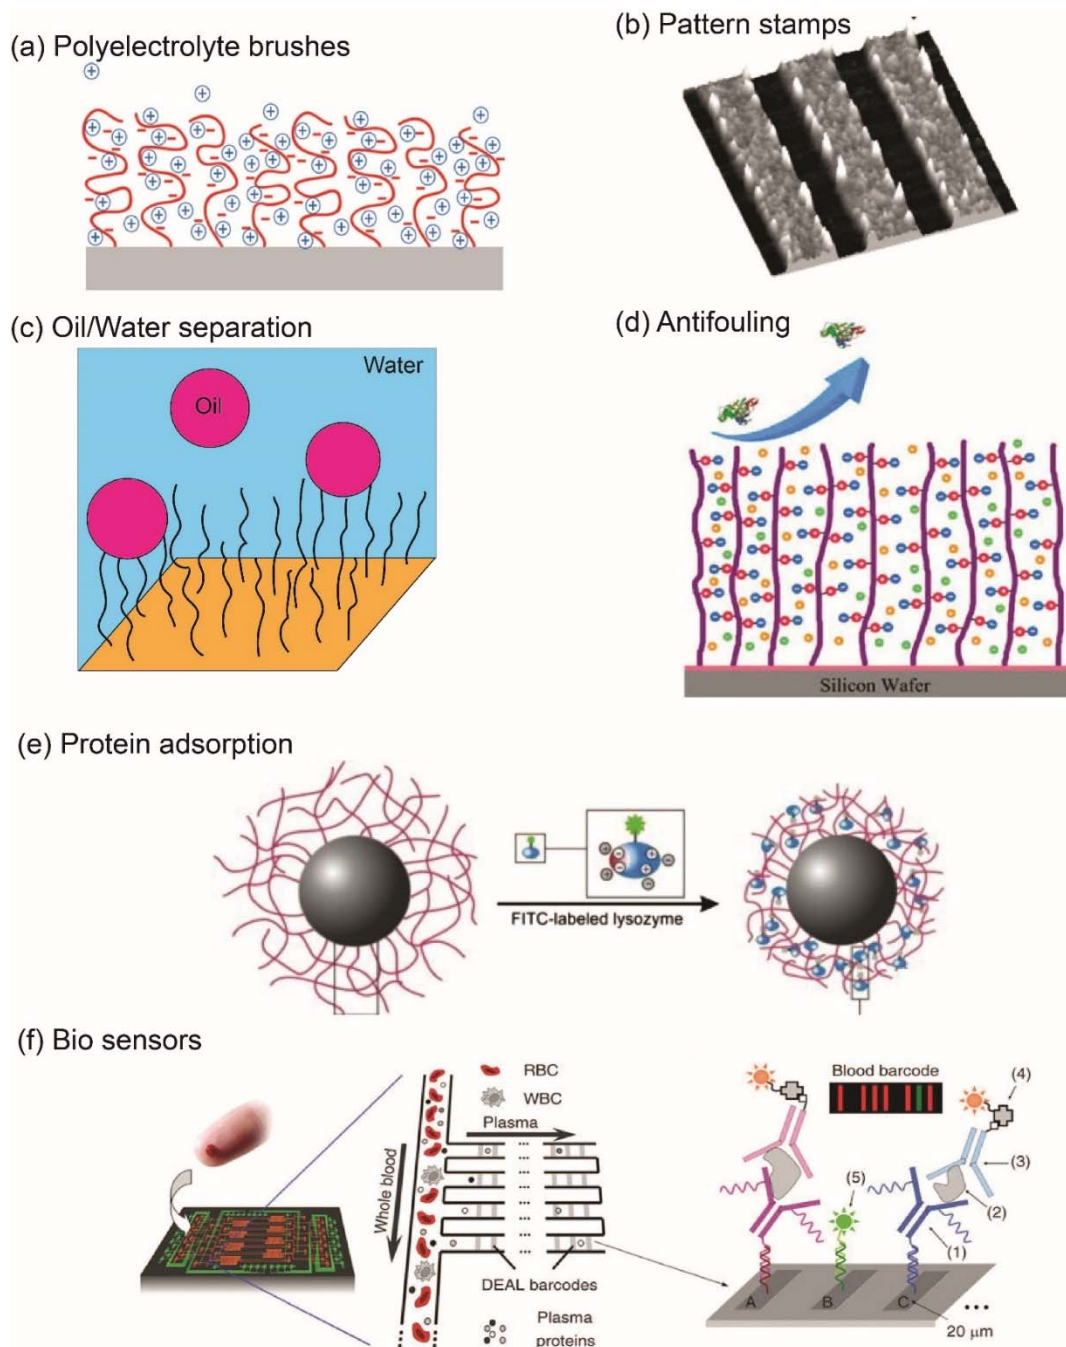 (a) Polyelectrolyte brushes
(b) Pattern stamps
(c) Oil/Water separation
Water
Oil
(d) Antifouling
Silicon Wafer
(e) Protein adsorption
FITC-labeled lysozyme
(f) Bio sensors
RBC
WBC
Plasma
Whole blood
DEAL barcodes
Plasma
proteins
Blood barcode
(4)
(3)
(5)
(2)
(1)
A
B
C
20 μm